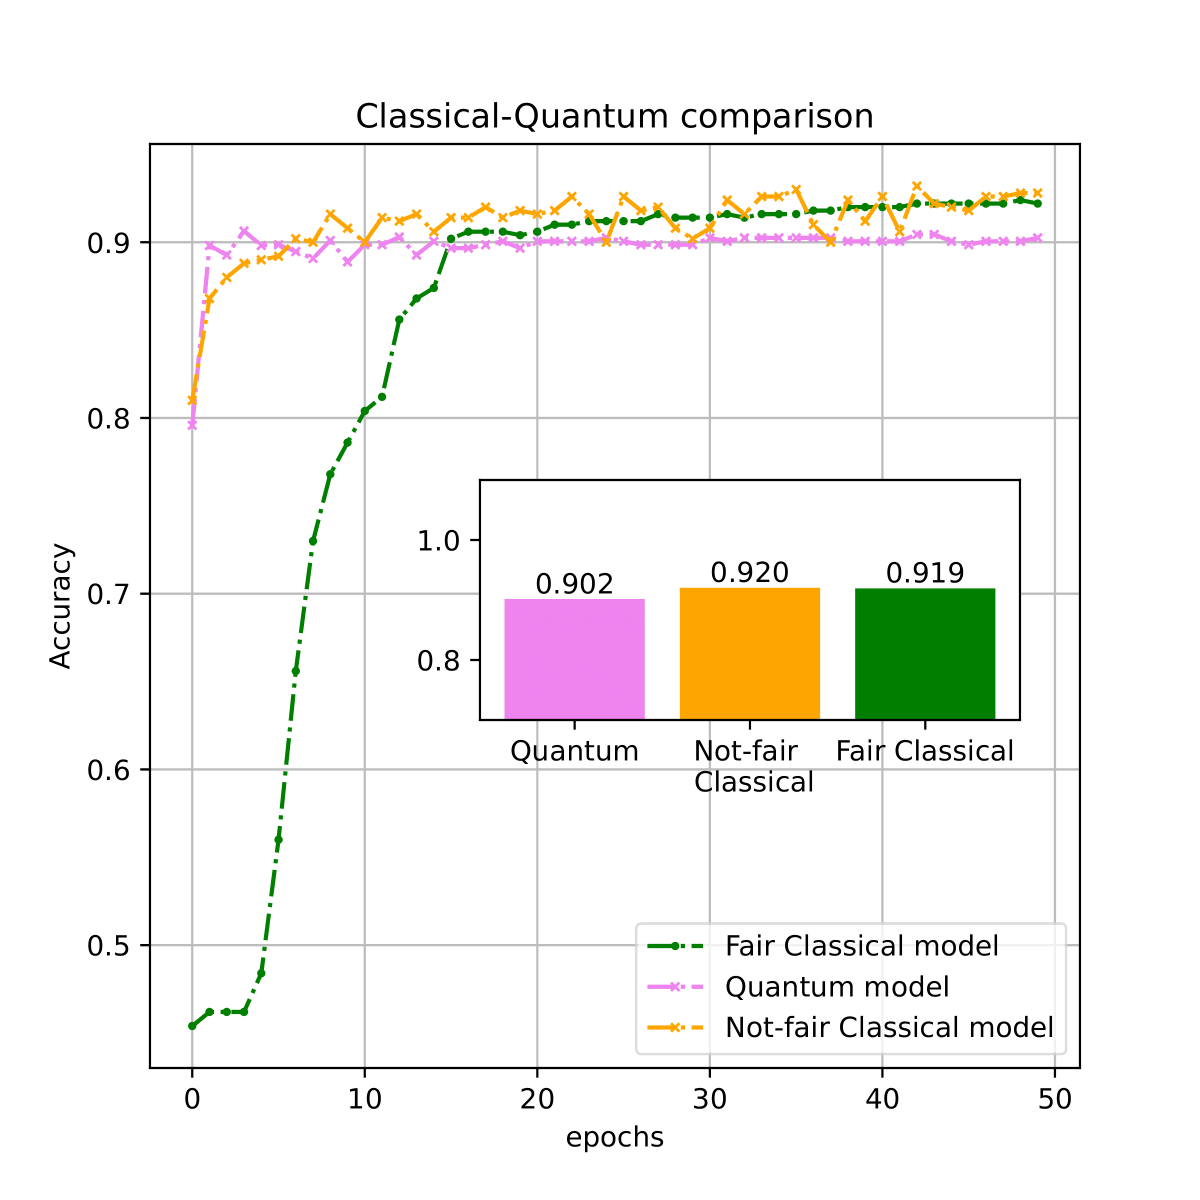 Classical-Quantum comparison
Accuracy
0.9
0.8
0.7
0.6
0.5
1.0
0.8
0.902
0.920
0.919
Quantum
Not-fair
Classical
Fair Classical
Fair Classical model
Quantum model
Not-fair Classical model
0 10 20 30 40 50
epochs